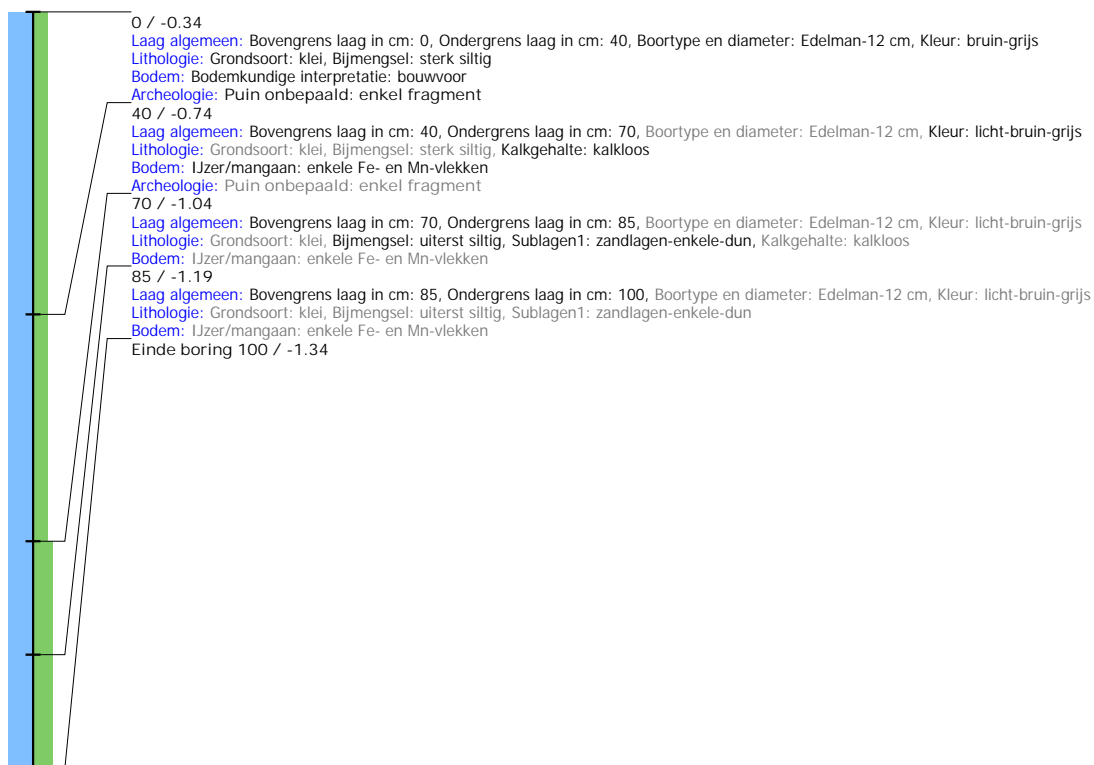 0 / -0.34
Laag algemeen: Bovengrens laag in cm: 0, Ondergrens laag in cm: 40, Boortype en diameter: Edelman-12 cm, Kleur: bruin-grijs
Lithologie: Grondsoort: klei, Bijmengsel: sterk siltig
Bodem: Bodemkundige interpretatie: bouwvoor
Archeologie: Puin onbepaald: enkel fragment
40 / -0.74
Laag algemeen: Bovengrens laag in cm: 40, Ondergrens laag in cm: 70, Boortype en diameter: Edelman-12 cm, Kleur: licht-bruin-grijs
Lithologie: Grondsoort: klei, Bijmengsel: sterk siltig, Kalkgehalte: kalkloos
Bodem: IJzer/mangaan: enkele Fe- en Mn-vlekken
Archeologie: Puin onbepaald: enkel fragment
70 / -1.04
Laag algemeen: Bovengrens laag in cm: 70, Ondergrens laag in cm: 85, Boortype en diameter: Edelman-12 cm, Kleur: licht-bruin-grijs
Lithologie: Grondsoort: klei, Bijmengsel: uiterst siltig, Sublagen1: zandlagen-enkele-dun, Kalkgehalte: kalkloos
Bodem: IJzer/mangaan: enkele Fe- en Mn-vlekken
85 / -1.19
Laag algemeen: Bovengrens laag in cm: 85, Ondergrens laag in cm: 100, Boortype en diameter: Edelman-12 cm, Kleur: licht-bruin-grijs
Lithologie: Grondsoort: klei, Bijmengsel: uiterst siltig, Sublagen1: zandlagen-enkele-dun
Bodem: IJzer/mangaan: enkele Fe- en Mn-vlekken
Einde boring 100 / -1.34